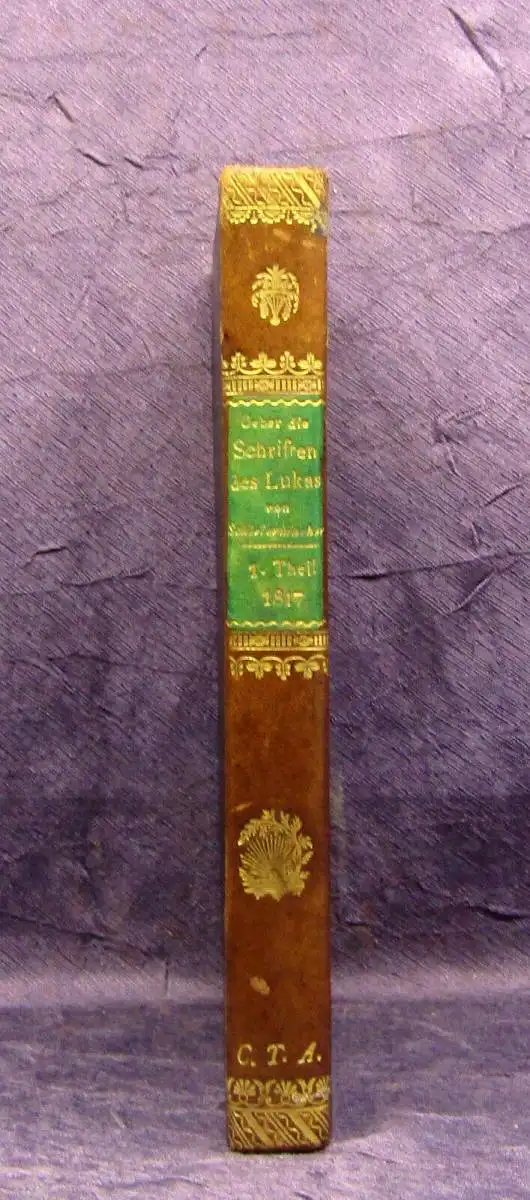 Ueber die
Schriften
des Lukas
von
Schleiermacher
1. Theil
1817
C. T. A.